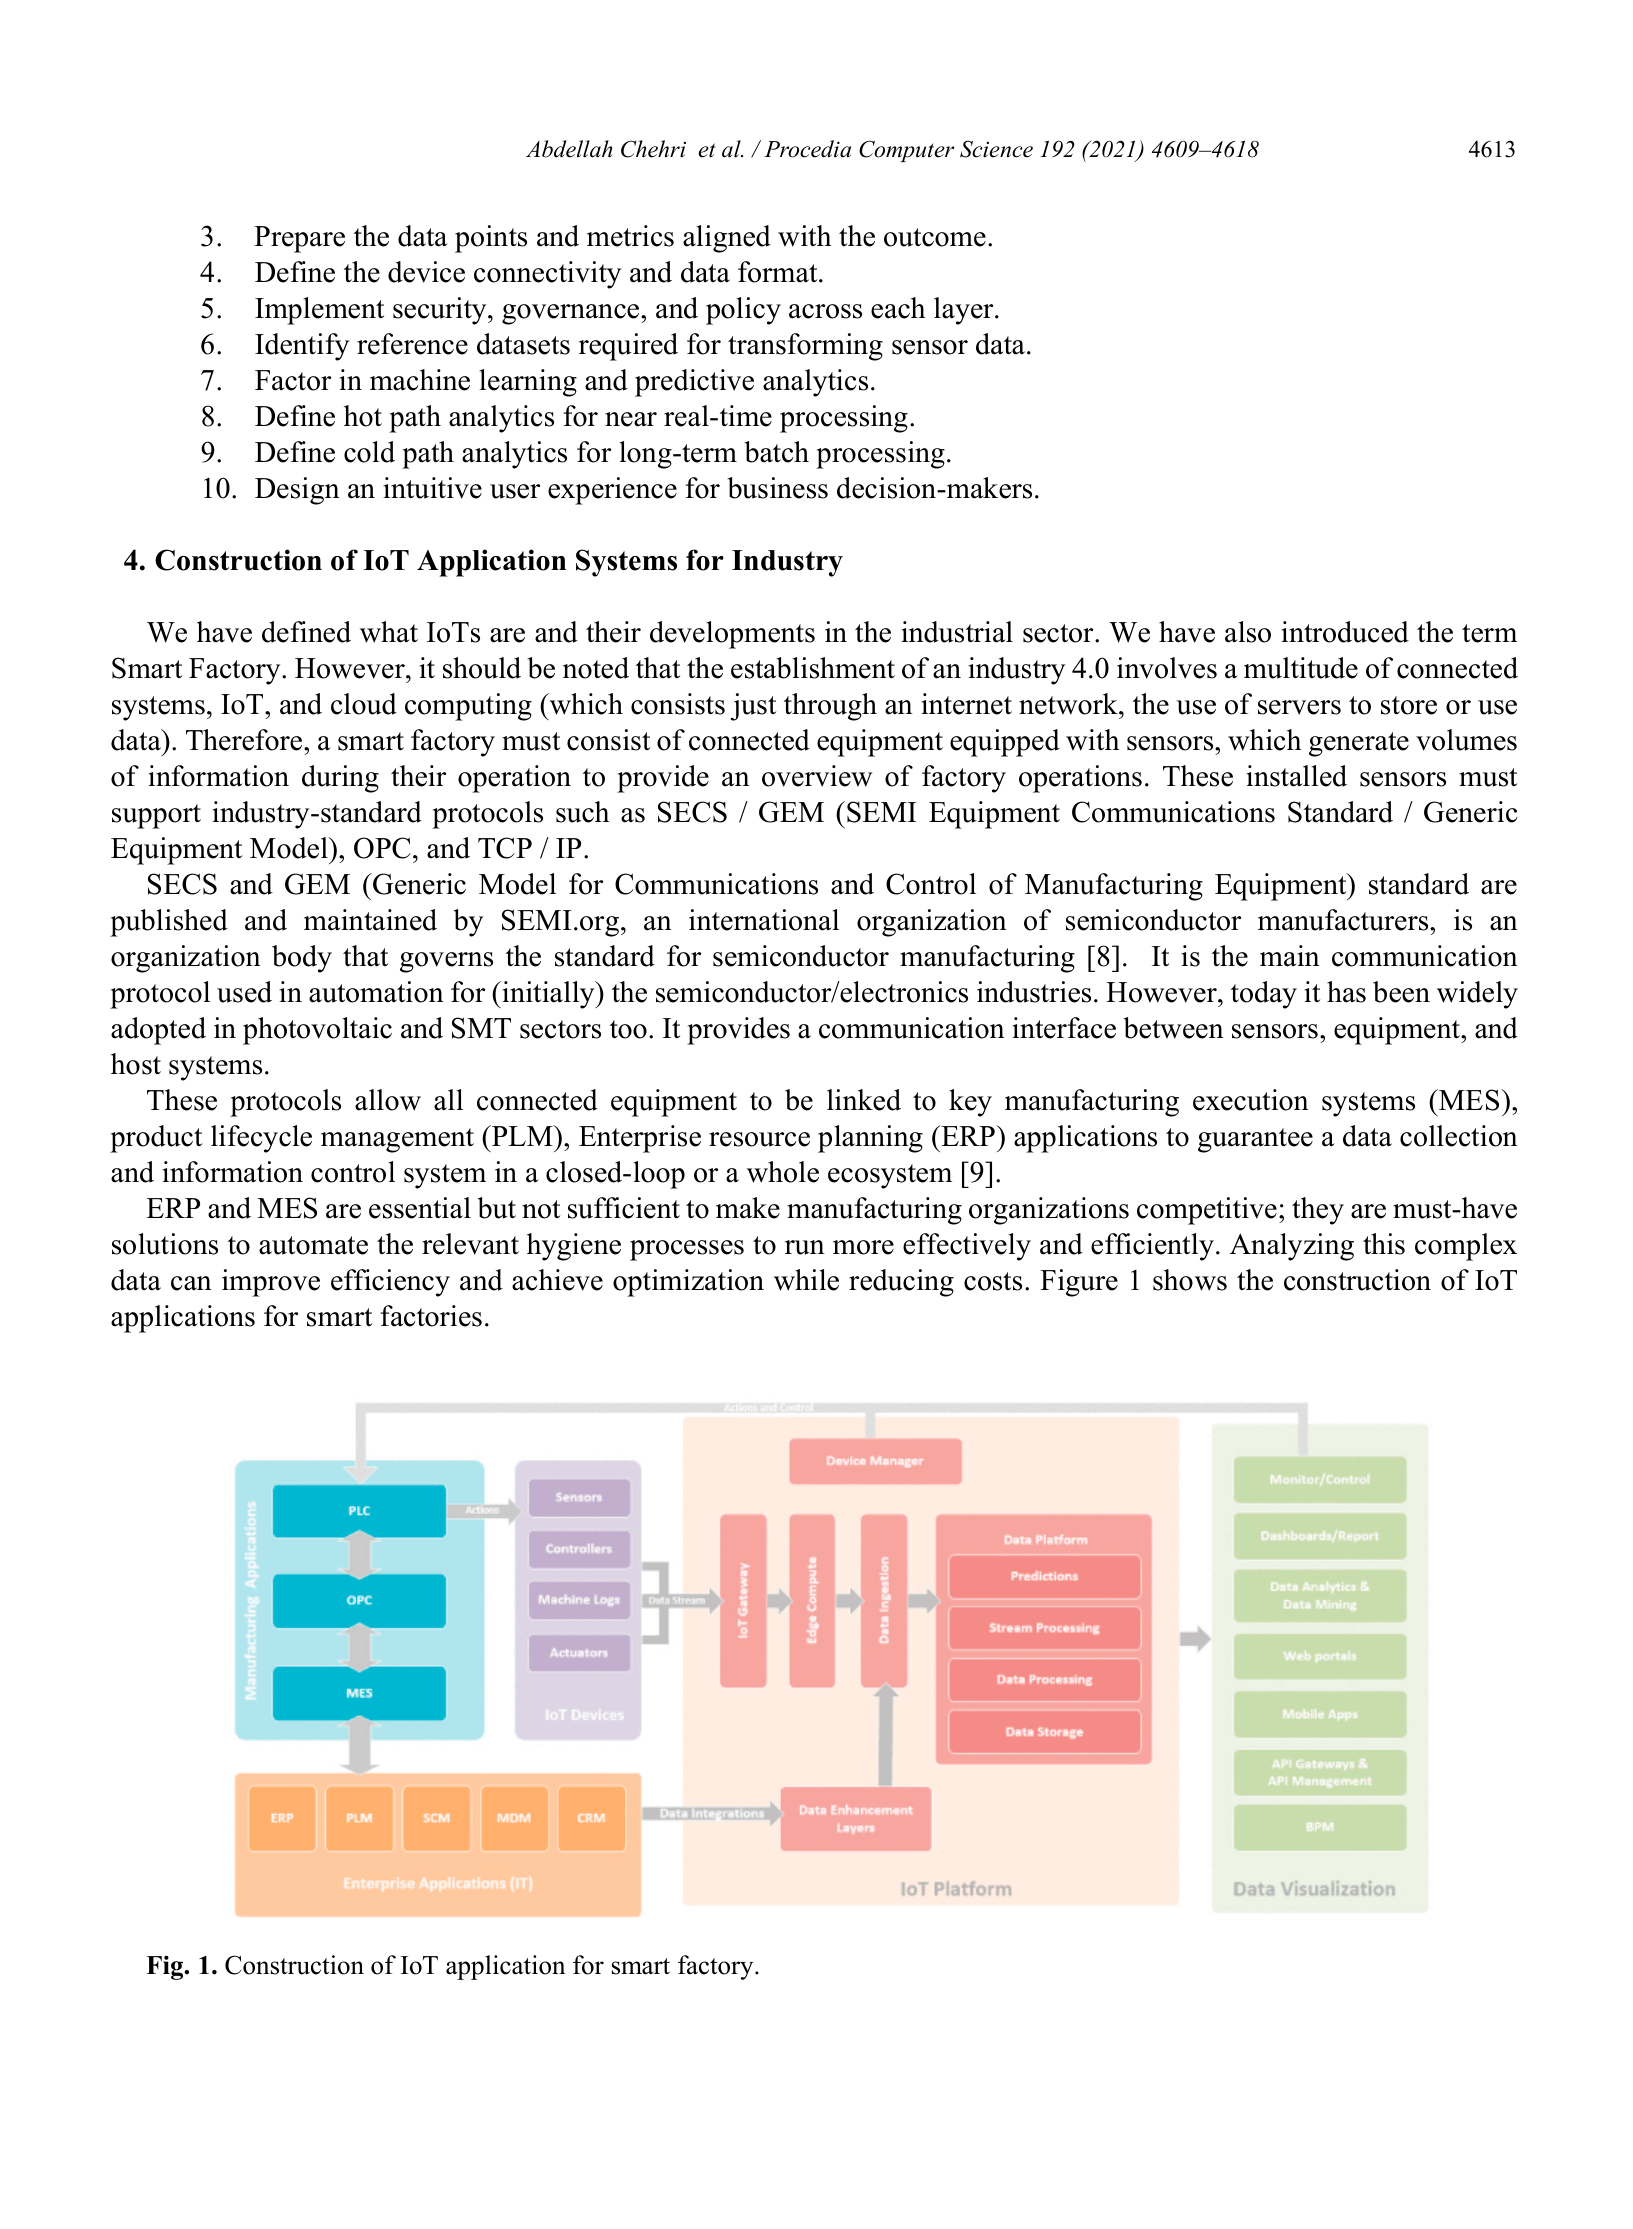 Abdellah Chehri et al. / Procedia Computer Science 192 (2021) 4609–4618
4613
3. Prepare the data points and metrics aligned with the outcome.
4. Define the device connectivity and data format.
5. Implement security, governance, and policy across each layer.
6. Identify reference datasets required for transforming sensor data.
7. Factor in machine learning and predictive analytics.
8. Define hot path analytics for near real-time processing.
9. Define cold path analytics for long-term batch processing.
10. Design an intuitive user experience for business decision-makers.
4. Construction of IoT Application Systems for Industry
We have defined what IoTs are and their developments in the industrial sector. We have also introduced the term
Smart Factory. However, it should be noted that the establishment of an industry 4.0 involves a multitude of connected
systems, IoT, and cloud computing (which consists just through an internet network, the use of servers to store or use
data). Therefore, a smart factory must consist of connected equipment equipped with sensors, which generate volumes
of information during their operation to provide an overview of factory operations. These installed sensors must
support industry-standard protocols such as SECS / GEM (SEMI Equipment Communications Standard / Generic
Equipment Model), OPC, and TCP / IP.
SECS and GEM (Generic Model for Communications and Control of Manufacturing Equipment) standard are
published and maintained by SEMI.org, an international organization of semiconductor manufacturers, is an
organization body that governs the standard for semiconductor manufacturing [8]. It is the main communication
protocol used in automation for (initially) the semiconductor/electronics industries. However, today it has been widely
adopted in photovoltaic and SMT sectors too. It provides a communication interface between sensors, equipment, and
host systems.
These protocols allow all connected equipment to be linked to key manufacturing execution systems (MES),
product lifecycle management (PLM), Enterprise resource planning (ERP) applications to guarantee a data collection
and information control system in a closed-loop or a whole ecosystem [9].
ERP and MES are essential but not sufficient to make manufacturing organizations competitive; they are must-have
solutions to automate the relevant hygiene processes to run more effectively and efficiently. Analyzing this complex
data can improve efficiency and achieve optimization while reducing costs. Figure 1 shows the construction of IoT
applications for smart factories.
Actions and Control
Manufacturing Applications
PLC
OPC
MES
Actions
Sensors
Controllers
Machine Logs
Actuators
IoT Devices
Data Stream
Device Manager
IoT Gateway
Edge Compute
Data Ingestion
Data Platform
Predictions
Stream Processing
Data Processing
Data Storage
Monitor/Control
Dashboards/Report
Data Analytics &
Data Mining
Web portals
Mobile Apps
API Gateways &
API Management
BPM
Data Visualization
ERP
PLM
SCM
MDM
CRM
Enterprise Applications (IT)
Data Integrations
Data Enhancement
Layers
IoT Platform
Fig. 1. Construction of IoT application for smart factory.